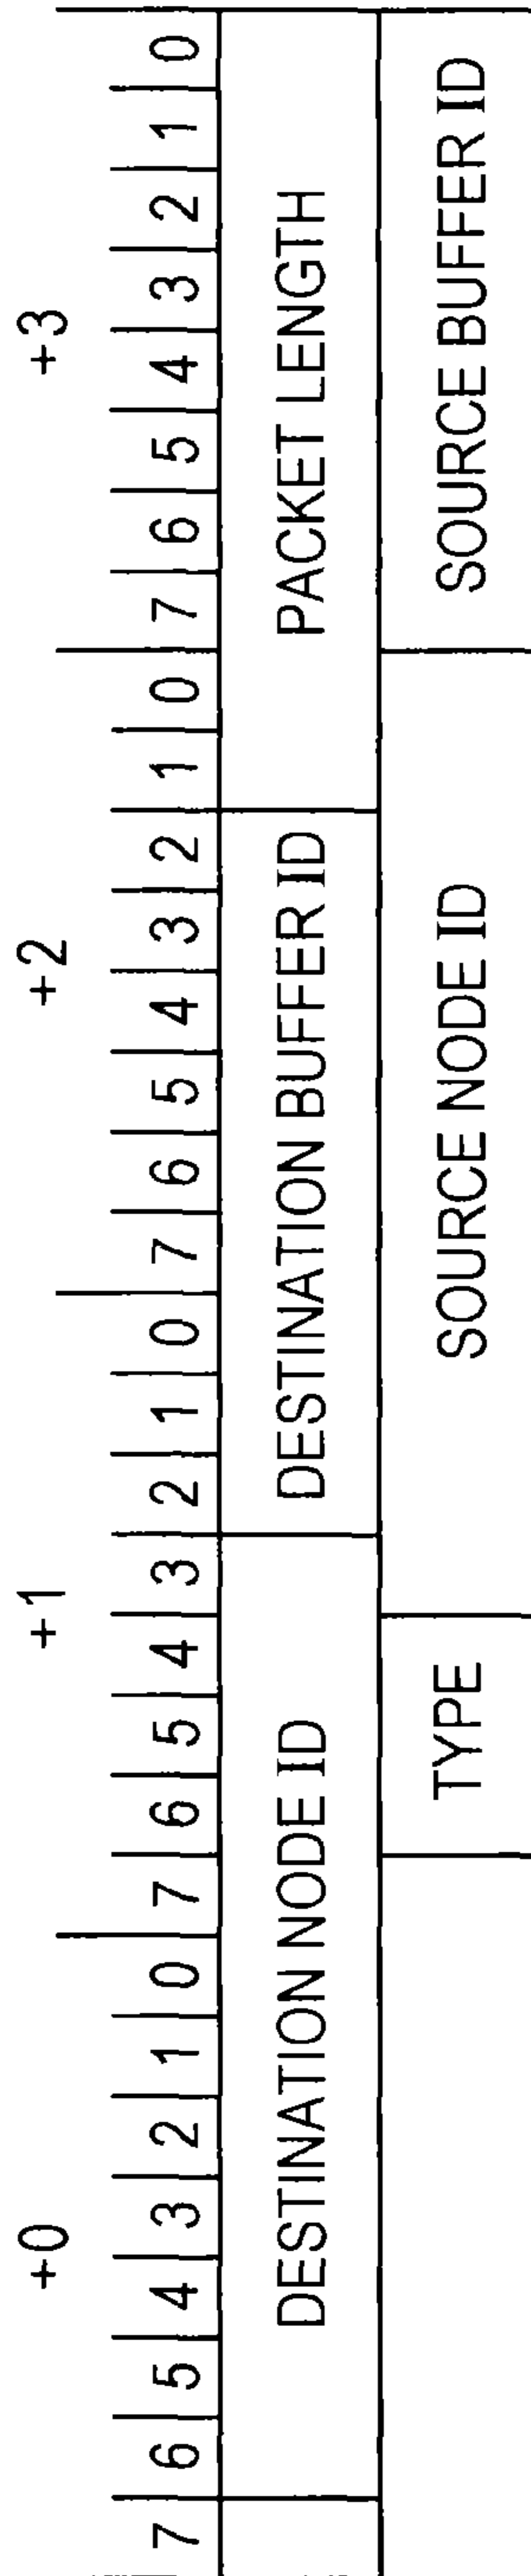 +0 +1 +2 +3
7 6 5 4 3 2 1 0 7 6 5 4 3 2 1 0 7 6 5 4 3 2 1 0 7 6 5 4 3 2 1 0
DESTINATION NODE ID DESTINATION BUFFER ID PACKET LENGTH
TYPE SOURCE NODE ID SOURCE BUFFER ID